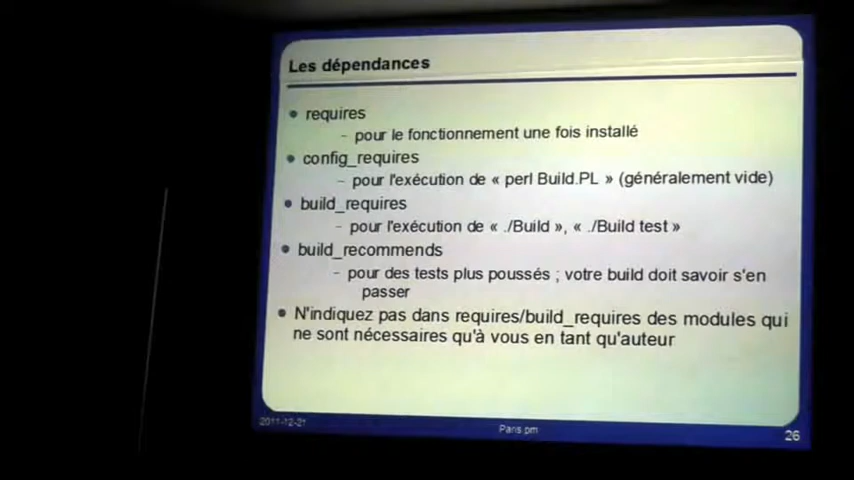 Les dépendances
requires
- pour le fonctionnement une fois installé
config_requires
- pour l'exécution de « perl Build.PL » (généralement vide)
build_requires
- pour l'exécution de « ./Build », « ./Build test »
build_recommends
- pour des tests plus poussés ; votre build doit savoir s'en
passer
N'indiquez pas dans requires/build_requires des modules qui
ne sont nécessaires qu'à vous en tant qu'auteur
2011-12-21
Paris.pm
26